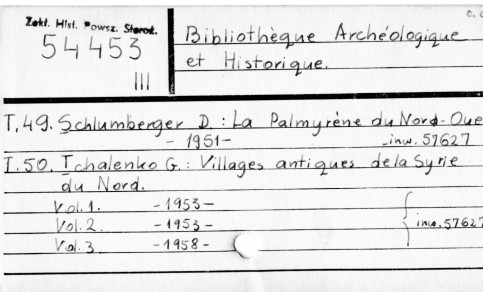 c. d
Zakł. Hist. Powsz. Staroż.
54453
III
Bibliothèque Archéologique
et Historique.
T. 49. Schlumberger D. : La Palmyrène du Nord-Oue
- 1951 - inw. 57627
T. 50. Tchalenko G. : Villages antiques de la Syrie
du Nord.
Vol. 1. - 1953 -
Vol. 2. - 1953 - inw. 57627
Vol. 3 - 1958 -